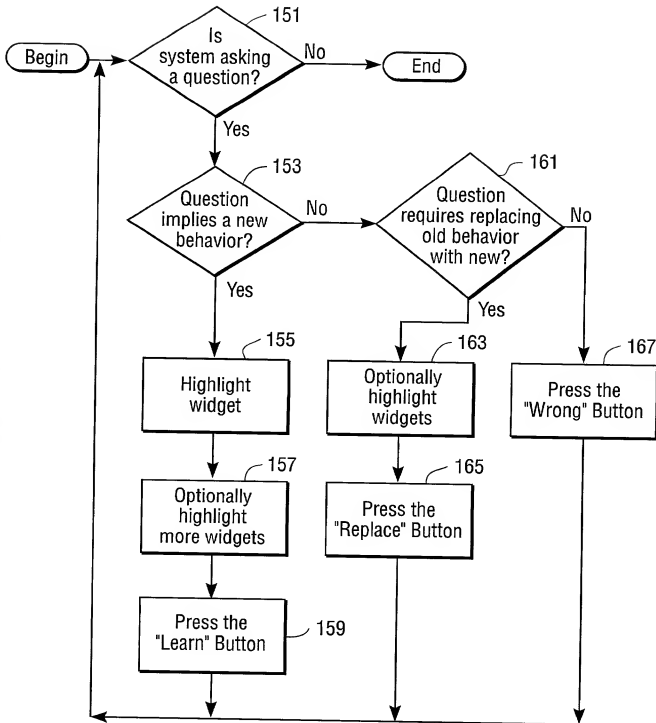 151
Is
system asking
a question?
Begin
No
End
Yes
153
Question
implies a new
behavior?
No
161
Question
requires replacing
old behavior
with new?
No
Yes
Yes
155
Highlight
widget
163
Optionally
highlight
widgets
167
Press the
"Wrong" Button
157
Optionally
highlight
more widgets
165
Press the
"Replace" Button
Press the
"Learn" Button
159